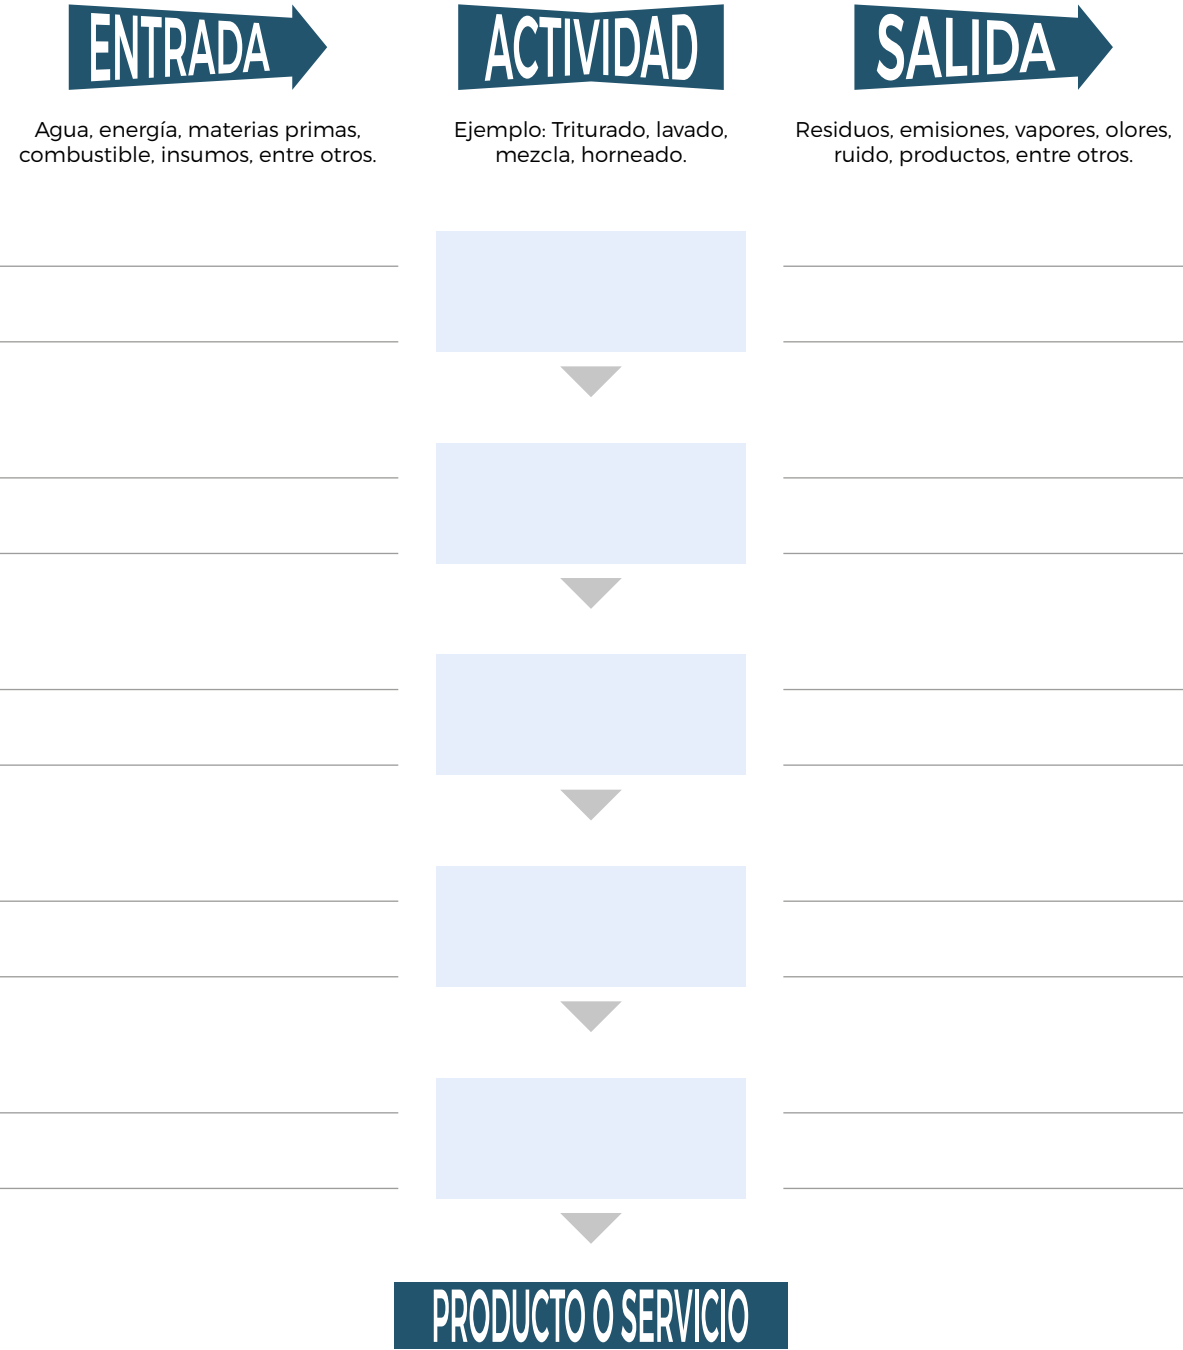 ENTRADA
Agua, energía, materias primas,
combustible, insumos, entre otros.
ACTIVIDAD
Ejemplo: Triturado, lavado,
mezcla, horneado.
SALIDA
Residuos, emisiones, vapores, olores,
ruido, productos, entre otros.
PRODUCTO O SERVICIO